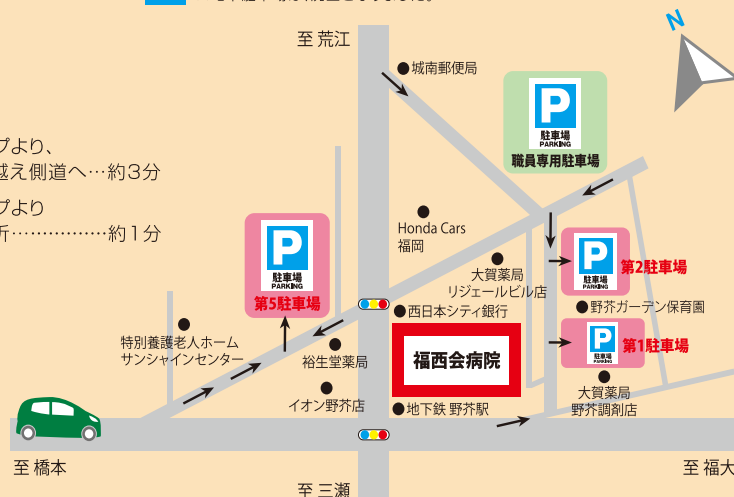 至 荒江
N
城南郵便局
P
駐車場
PARKING
職員専用駐車場
プより、
越え側道へ…約3分
プより
所……………約1分
Honda Cars
福岡
P
駐車場
PARKING
第5駐車場
大賀薬局
リジェールビル店
P
駐車場
PARKING
第2駐車場
西日本シティ銀行
野芥ガーデン保育園
特別養護老人ホーム
サンシャインセンター
裕生堂薬局
福西会病院
P
駐車場
PARKING
第1駐車場
イオン野芥店
地下鉄 野芥駅
大賀薬局
野芥調剤店
至 橋本
至 福大
至 三瀬